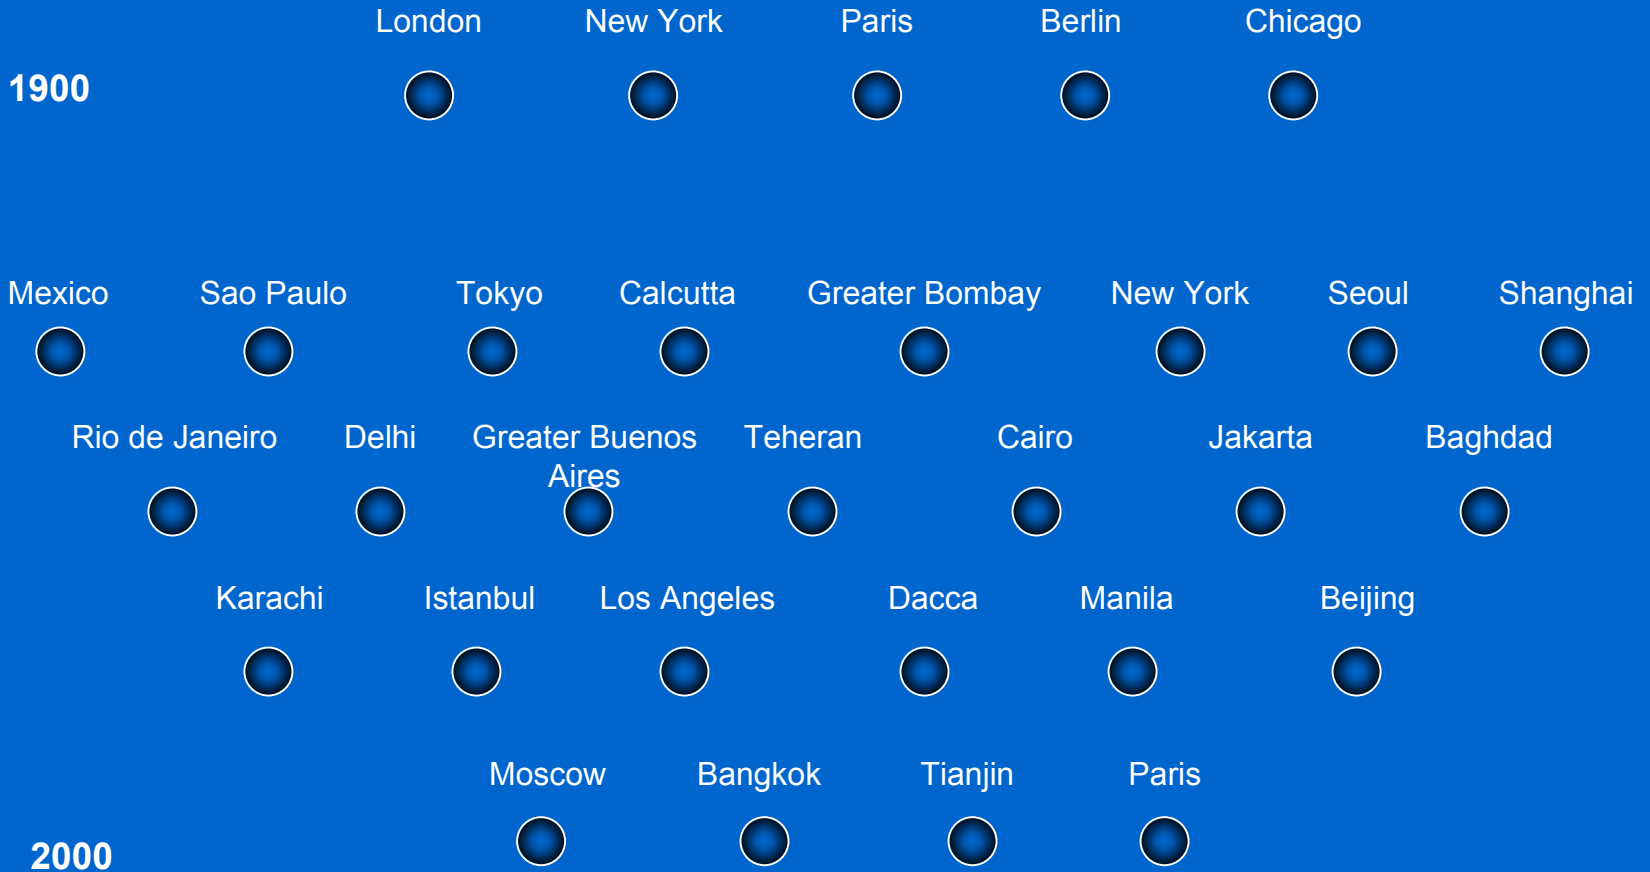 London New York Paris Berlin Chicago
1900
Mexico Sao Paulo Tokyo Calcutta Greater Bombay New York Seoul Shanghai
Rio de Janeiro Delhi Greater Buenos Aires Teheran Cairo Jakarta Baghdad
Karachi Istanbul Los Angeles Dacca Manila Beijing
Moscow Bangkok Tianjin Paris
2000